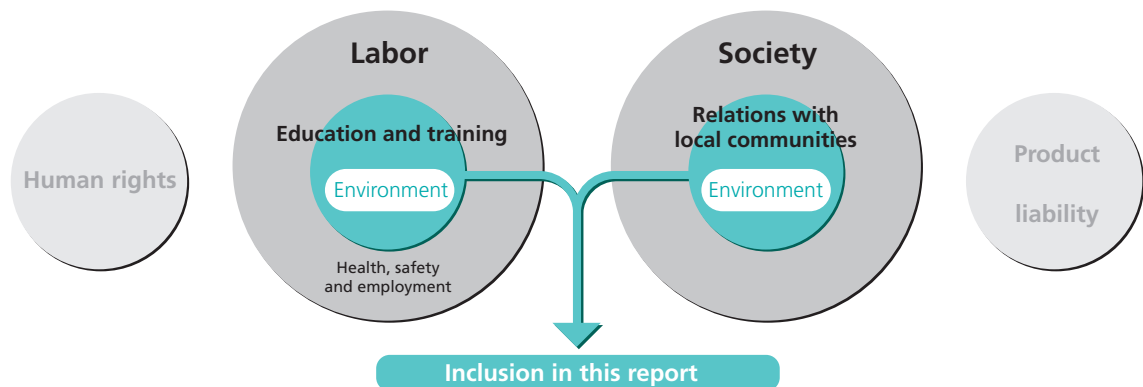 Labor
Society
Education and training
Relations with
local communities
Human rights
Environment
Environment
Product
liability
Health, safety
and employment
Inclusion in this report